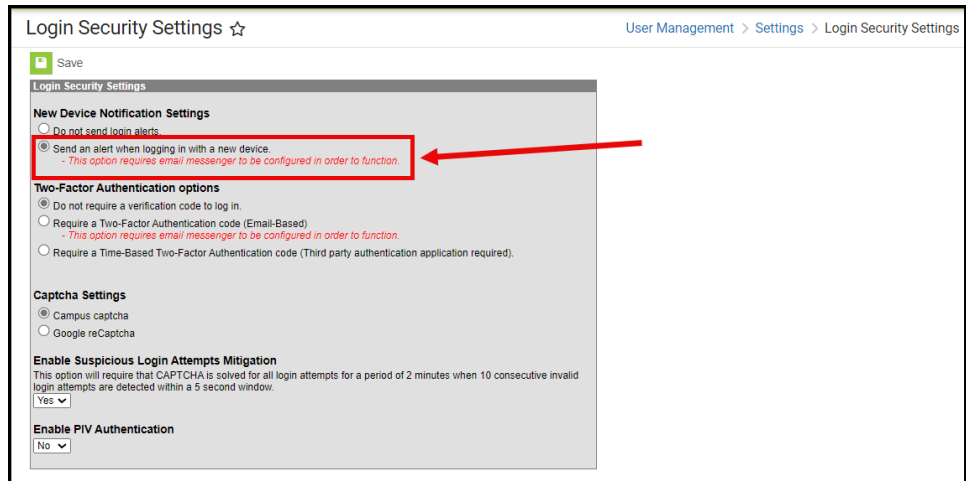 Login Security Settings
User Management > Settings > Login Security Settings
Save
Login Security Settings
New Device Notification Settings
Do not send login alerts.
Send an alert when logging in with a new device.
- This option requires email messenger to be configured in order to function.
Two-Factor Authentication options
Do not require a verification code to log in.
Require a Two-Factor Authentication code (Email-Based)
- This option requires email messenger to be configured in order to function.
Require a Time-Based Two-Factor Authentication code (Third party authentication application required).
Captcha Settings
Campus captcha
Google reCaptcha
Enable Suspicious Login Attempts Mitigation
This option will require that CAPTCHA is solved for all login attempts for a period of 2 minutes when 10 consecutive invalid
login attempts are detected within a 5 second window.
Yes
Enable PIV Authentication
No